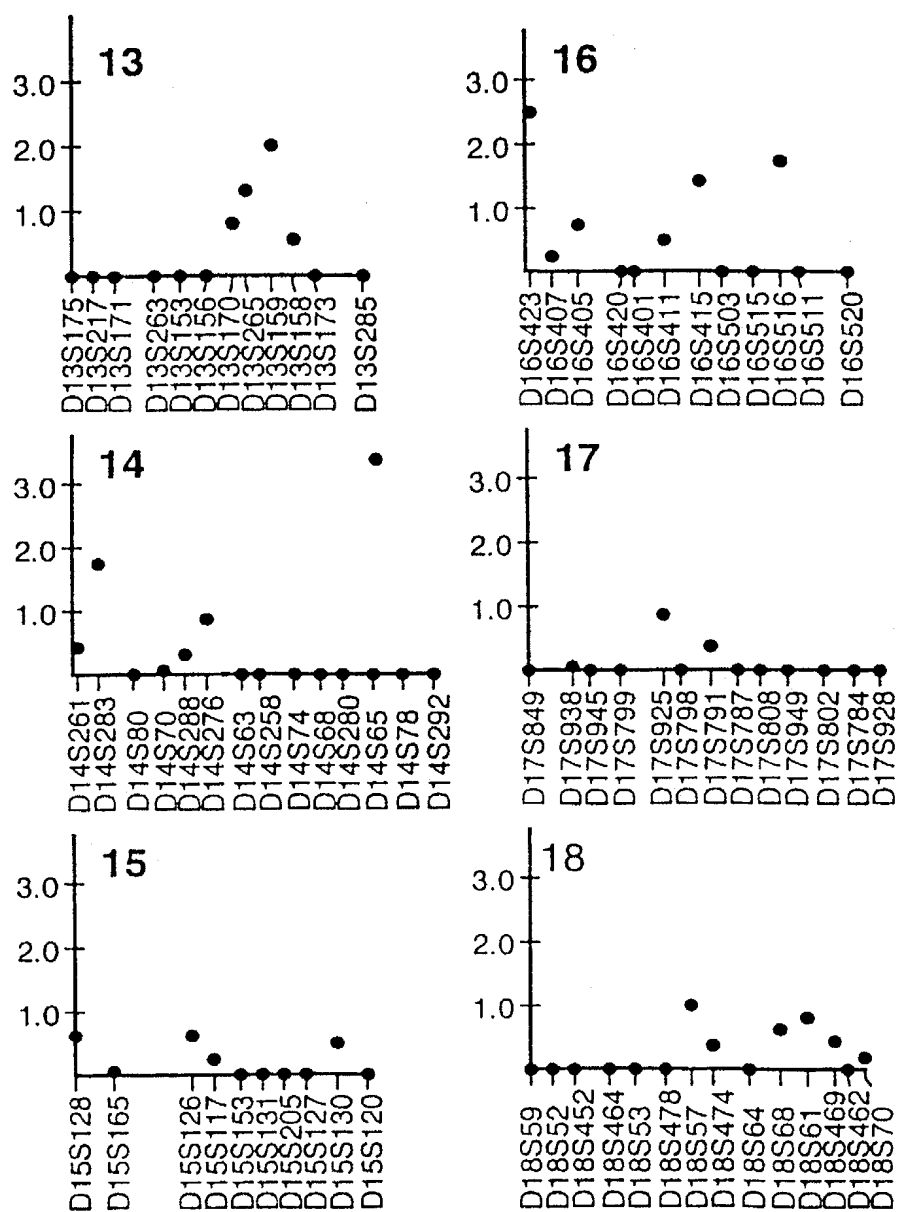 13
3.0
2.0
1.0
D13S175
D13S217
D13S171
D13S263
D13S153
D13S156
D13S170
D13S265
D13S159
D13S158
D13S173
D13S285
16
3.0
2.0
1.0
D16S423
D16S407
D16S405
D16S420
D16S401
D16S411
D16S415
D16S503
D16S515
D16S516
D16S511
D16S520
14
3.0
2.0
1.0
D14S261
D14S283
D14S80
D14S70
D14S288
D14S276
D14S63
D14S258
D14S74
D14S68
D14S280
D14S65
D14S78
D14S292
17
3.0
2.0
1.0
D17S849
D17S938
D17S945
D17S799
D17S925
D17S798
D17S791
D17S787
D17S808
D17S949
D17S802
D17S784
D17S928
15
3.0
2.0
1.0
D15S128
D15S165
D15S126
D15S117
D15S153
D15S131
D15S205
D15S127
D15S130
D15S120
18
3.0
2.0
1.0
D18S59
D18S52
D18S452
D18S464
D18S53
D18S478
D18S57
D18S474
D18S64
D18S68
D18S61
D18S469
D18S462
D18S70